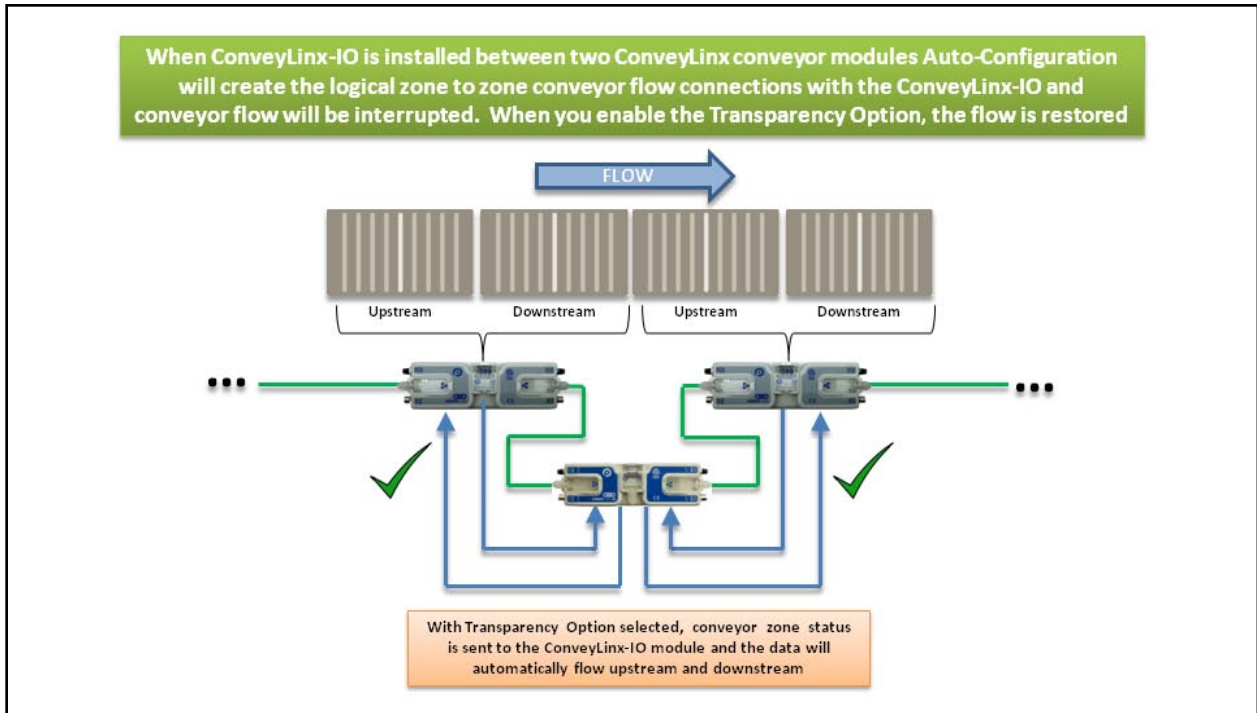 When ConveyLinx-IO is installed between two ConveyLinx conveyor modules Auto-Configuration
will create the logical zone to zone conveyor flow connections with the ConveyLinx-IO and
conveyor flow will be interrupted. When you enable the Transparency Option, the flow is restored
FLOW
Upstream
Downstream
Upstream
Downstream
With Transparency Option selected, conveyor zone status
is sent to the ConveyLinx-IO module and the data will
automatically flow upstream and downstream